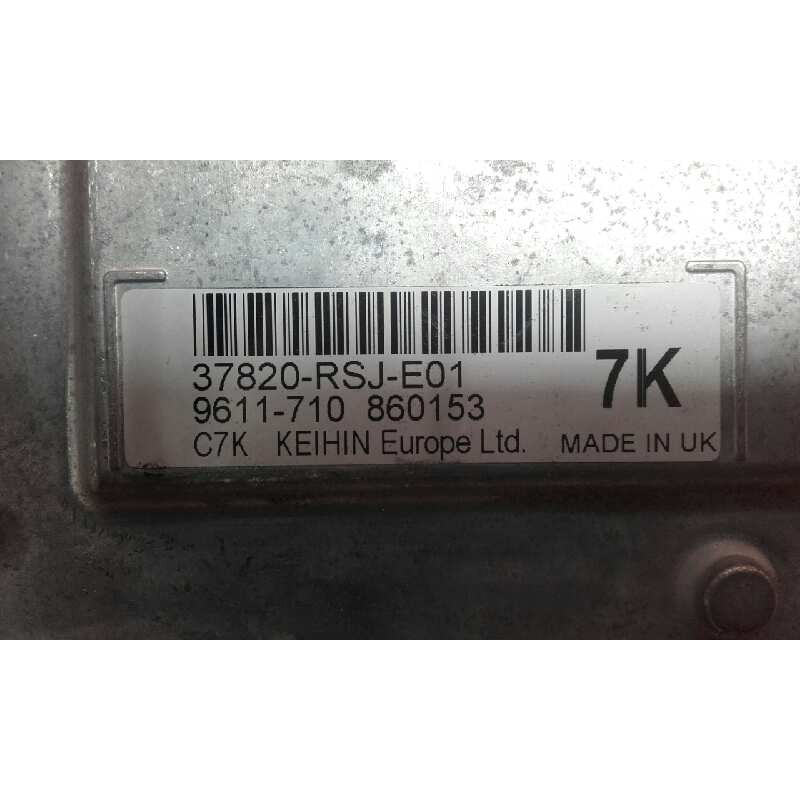 37820-RSJ-E01
9611-710 860153
7K
C7K KEIHIN Europe Ltd. MADE IN UK